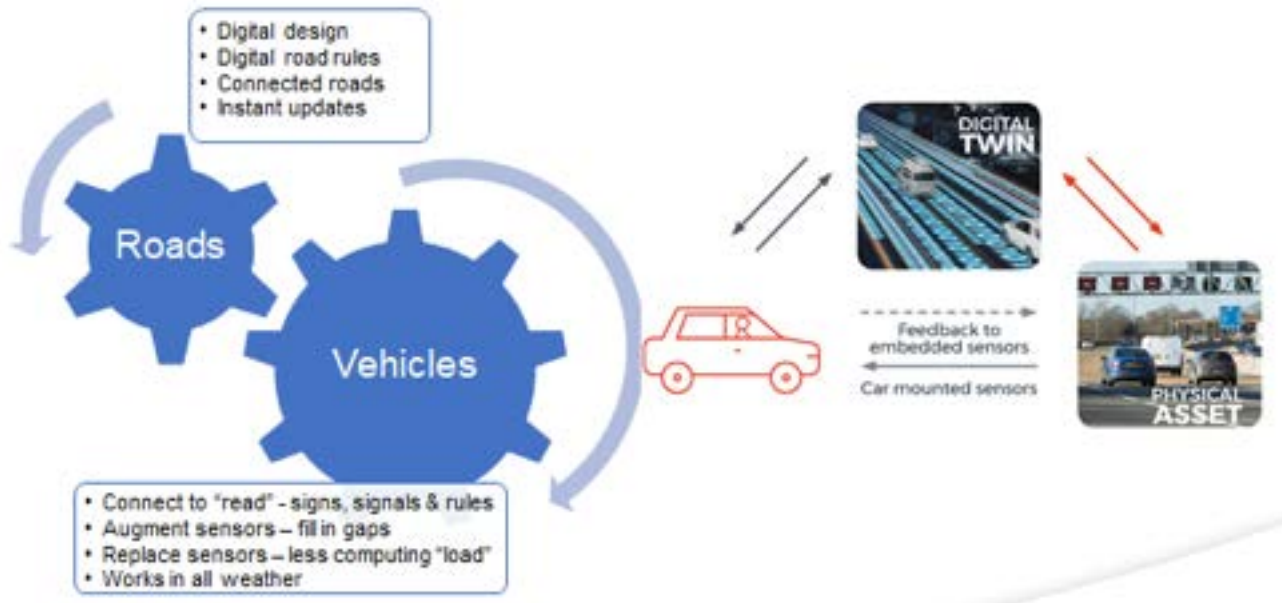 • Digital design
• Digital road rules
• Connected roads
• Instant updates
Roads
Vehicles
• Connect to “read” - signs, signals & rules
• Augment sensors – fill in gaps
• Replace sensors – less computing “load”
• Works in all weather
DIGITAL
TWIN
Feedback to
embedded sensors
Car mounted sensors
PHYSICAL
ASSET